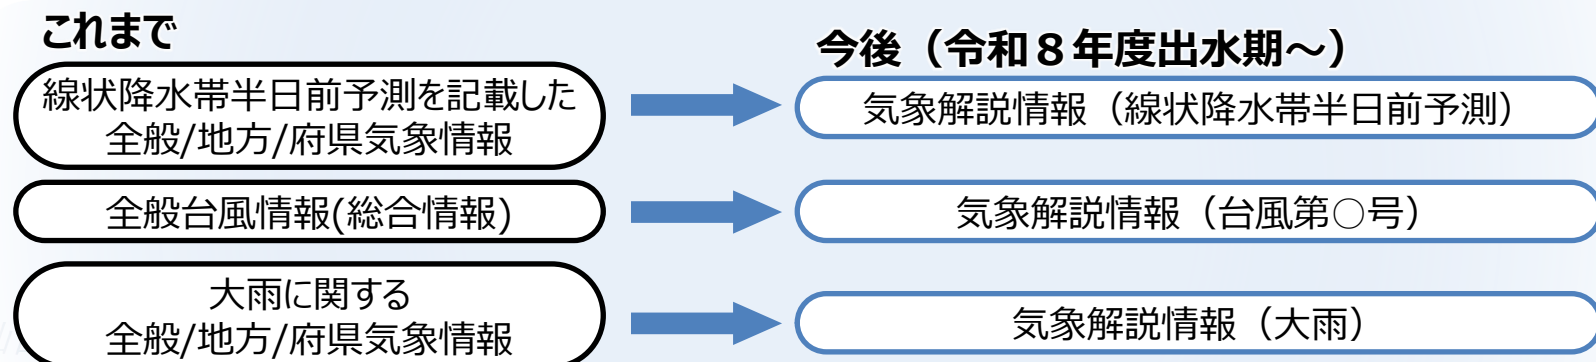 これまで
今後（令和８年度出水期～）
線状降水帯半日前予測を記載した
全般/地方/府県気象情報
気象解説情報（線状降水帯半日前予測）
全般台風情報(総合情報)
気象解説情報（台風第○号）
大雨に関する
全般/地方/府県気象情報
気象解説情報（大雨）